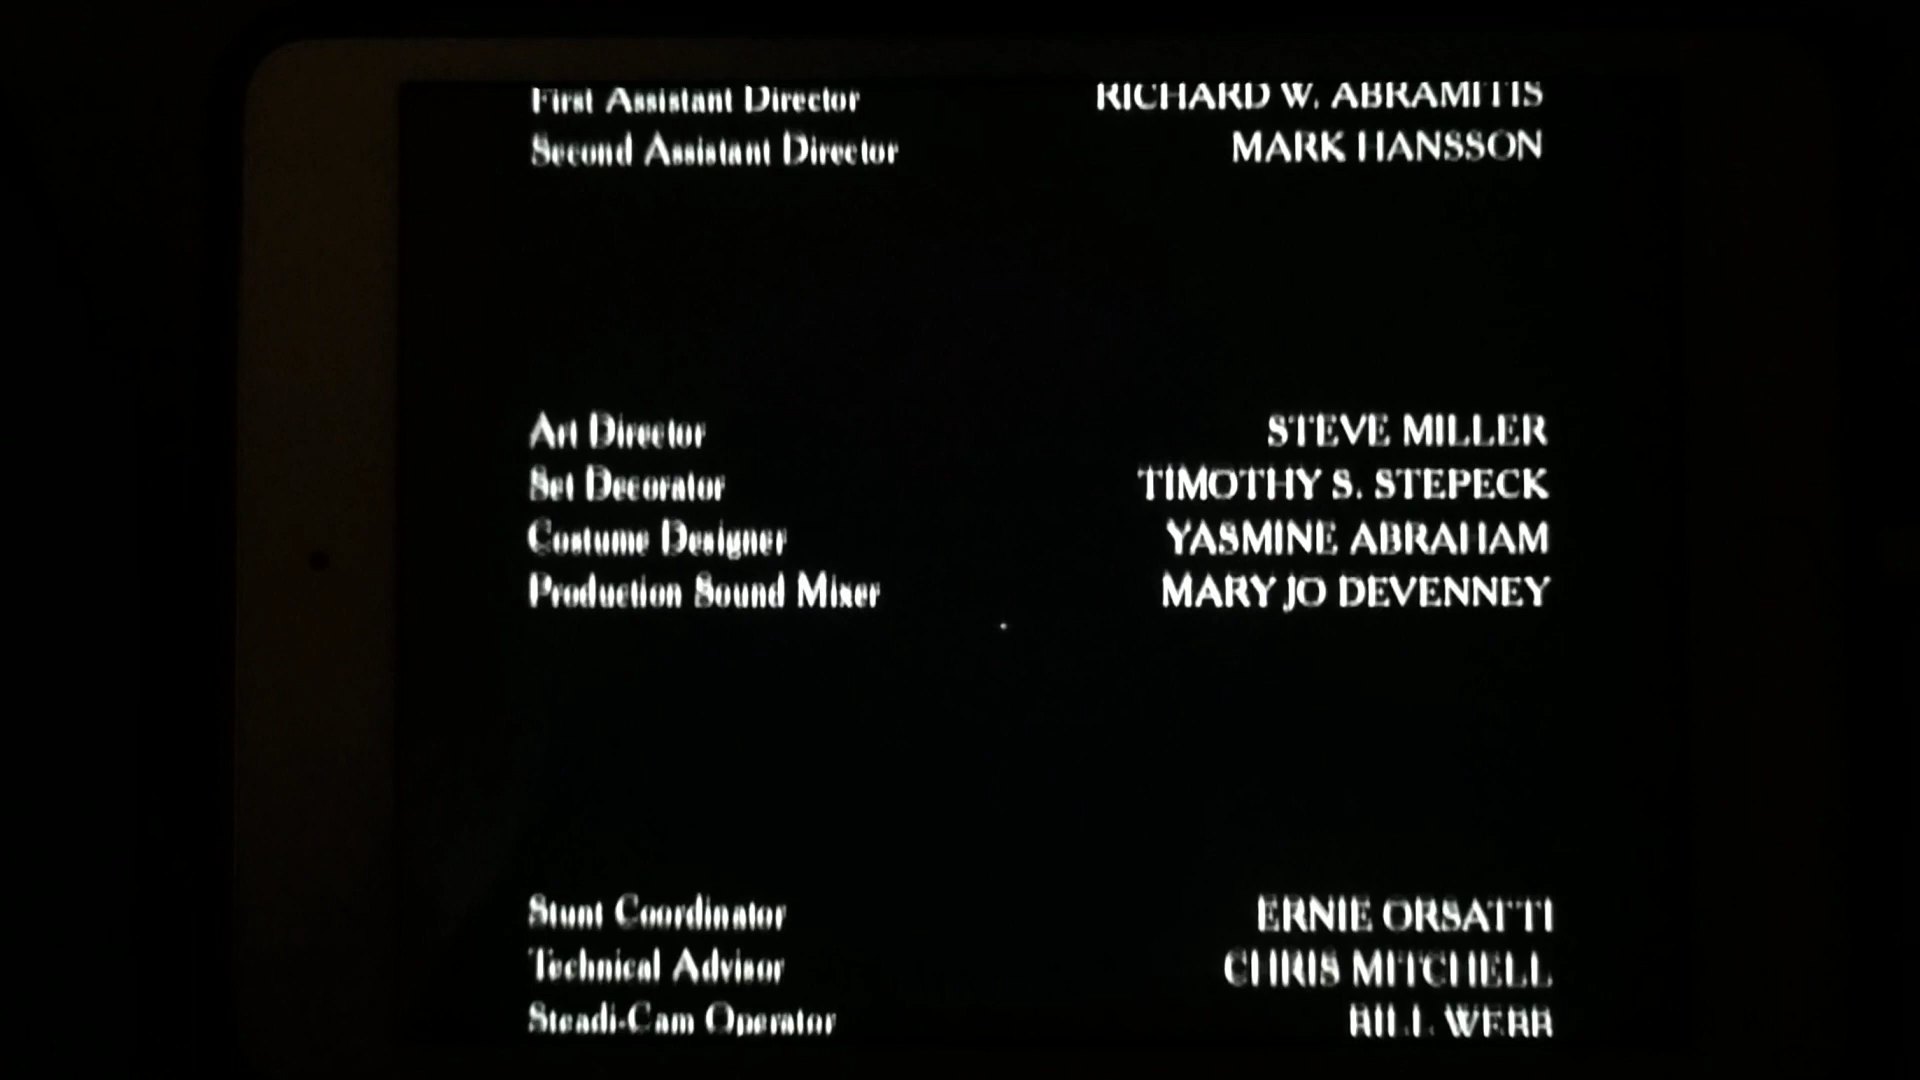 First Assistant Director RICHARD W. ABRAMITIS
Second Assistant Director MARK HANSSON
Art Director STEVE MILLER
Set Decorator TIMOTHY S. STEPECK
Costume Designer YASMINE ABRAHAM
Production Sound Mixer MARY JO DEVENNEY
Stunt Coordinator ERNIE ORSATTI
Technical Advisor CHRIS MITCHELL
Steadi-Cam Operator BILL WEBB